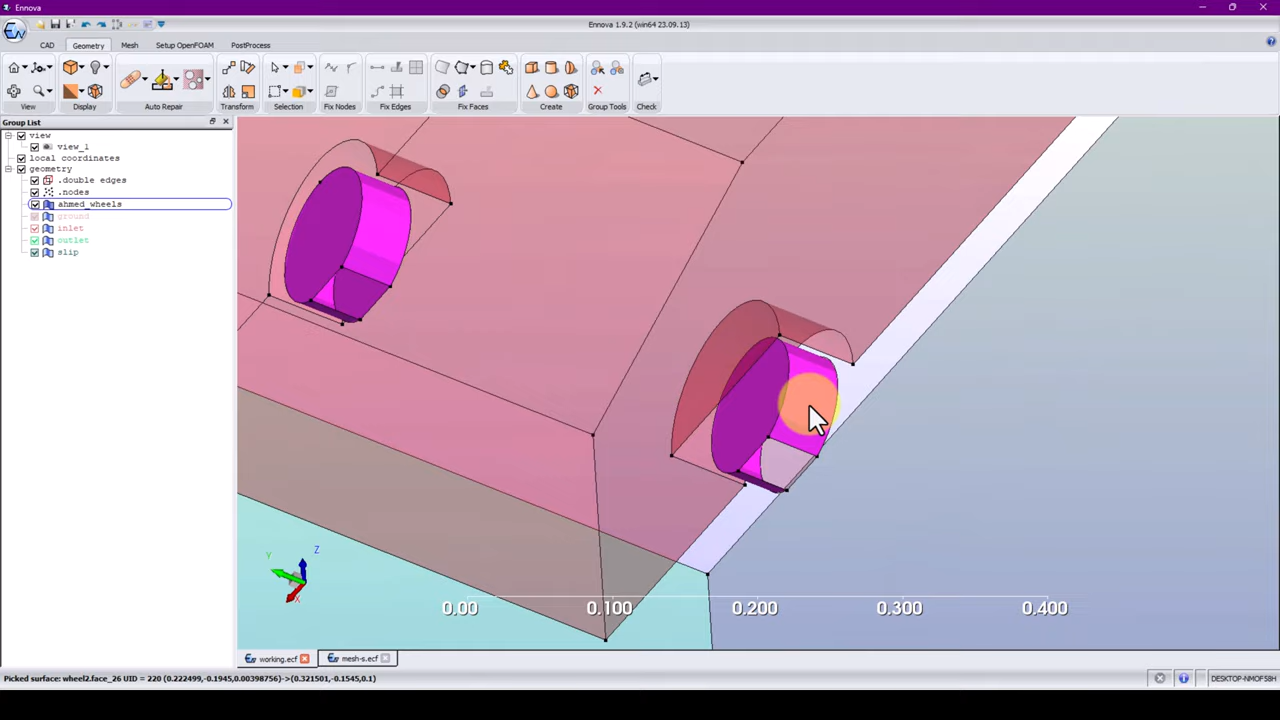 Ennova
Ennova 1.9.2 (win64 23.09.13)
CAD Geometry Mesh Setup OpenFOAM PostProcess
View Display Auto Repair Transform Selection Fix Nodes Fix Edges Fix Faces Create Group Tools Check
Group List
view
view_1
local coordinates
geometry
.double edges
.nodes
ahmed_wheels
ground
inlet
outlet
slip
Z
Y
X
0.00 0.100 0.200 0.300 0.400
working.ecf mesh-s.ecf
Picked surface: wheel2.face_26 UID = 220 (0.222499,-0.1945,0.00398756)->(0.321501,-0.1545,0.1)
DESKTOP-NMOF58H